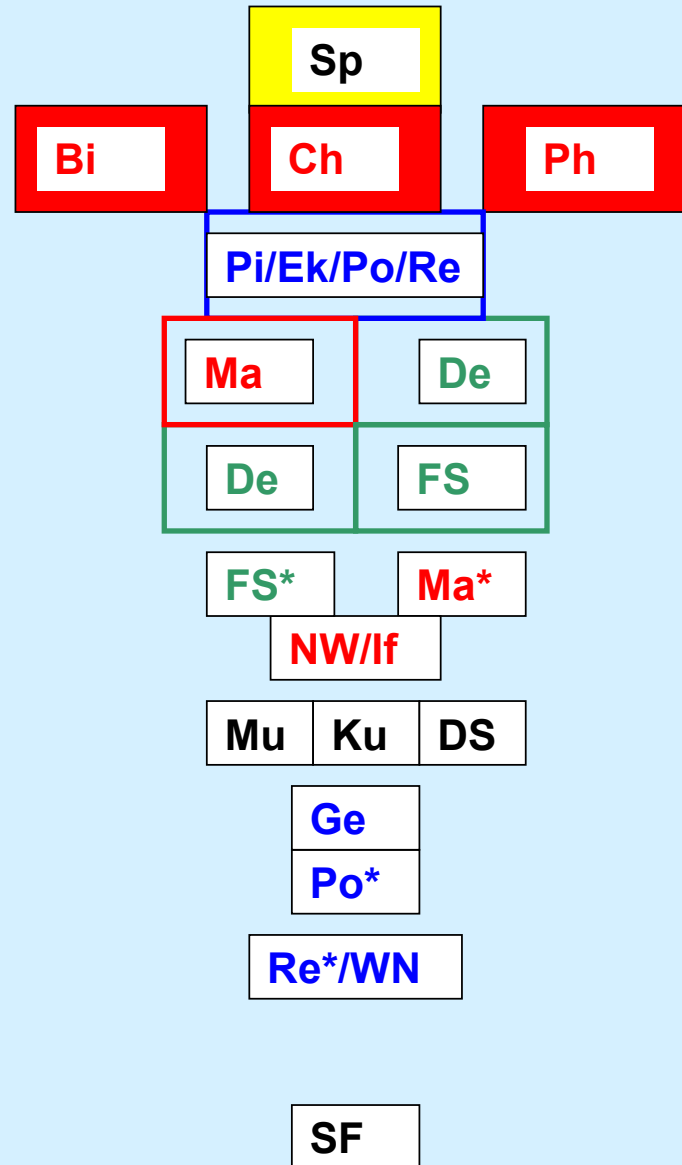 Sp
Bi Ch Ph
Pi/Ek/Po/Re
Ma De
De FS
FS* Ma*
NW/If
Mu Ku DS
Ge
Po*
Re*/WN
SF